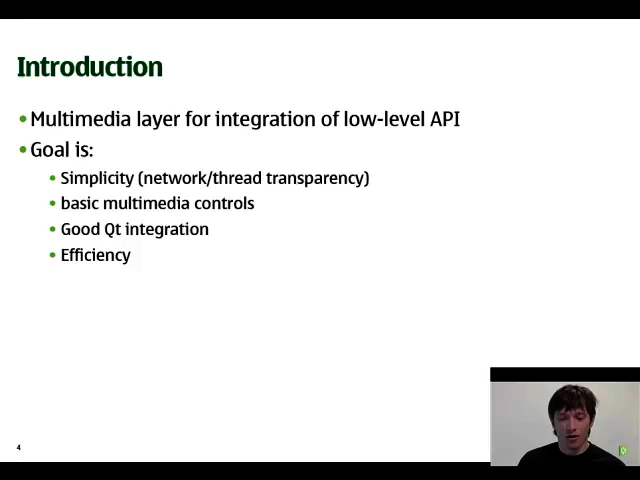 Introduction
•Multimedia layer for integration of low-level API
•Goal is:
•Simplicity (network/thread transparency)
•basic multimedia controls
•Good Qt integration
•Efficiency
4
Qt